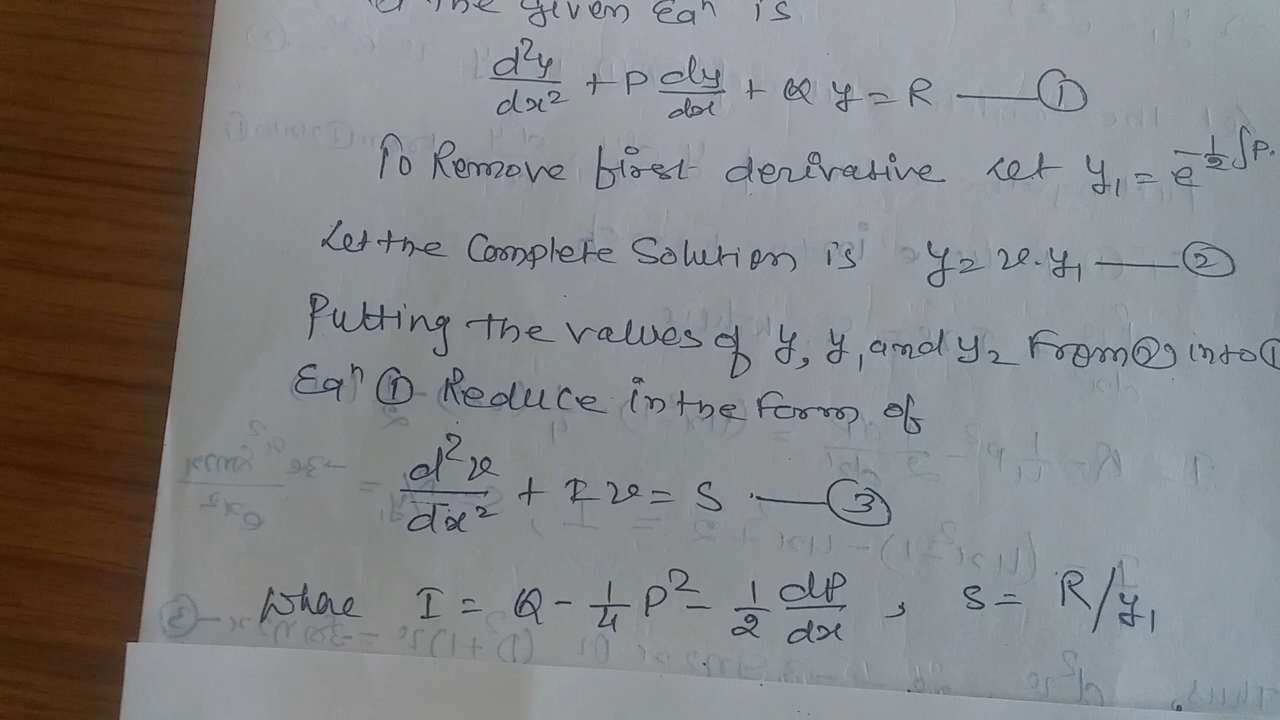 The given Eqⁿ is
d²y/dx² + P dy/dx + Q y = R — ①
To Remove first derivative Let y₁ = e^(-½∫P.
Let the Complete Solution is y = v.y₁ — ②
Putting the values of y, y₁ and y₂ From ② into ①
Eqⁿ ① Reduce in the Form of
d²v/dx² + I v = S — ③
Where I = Q - ¼ P² - ½ dP/dx , S = R/y₁